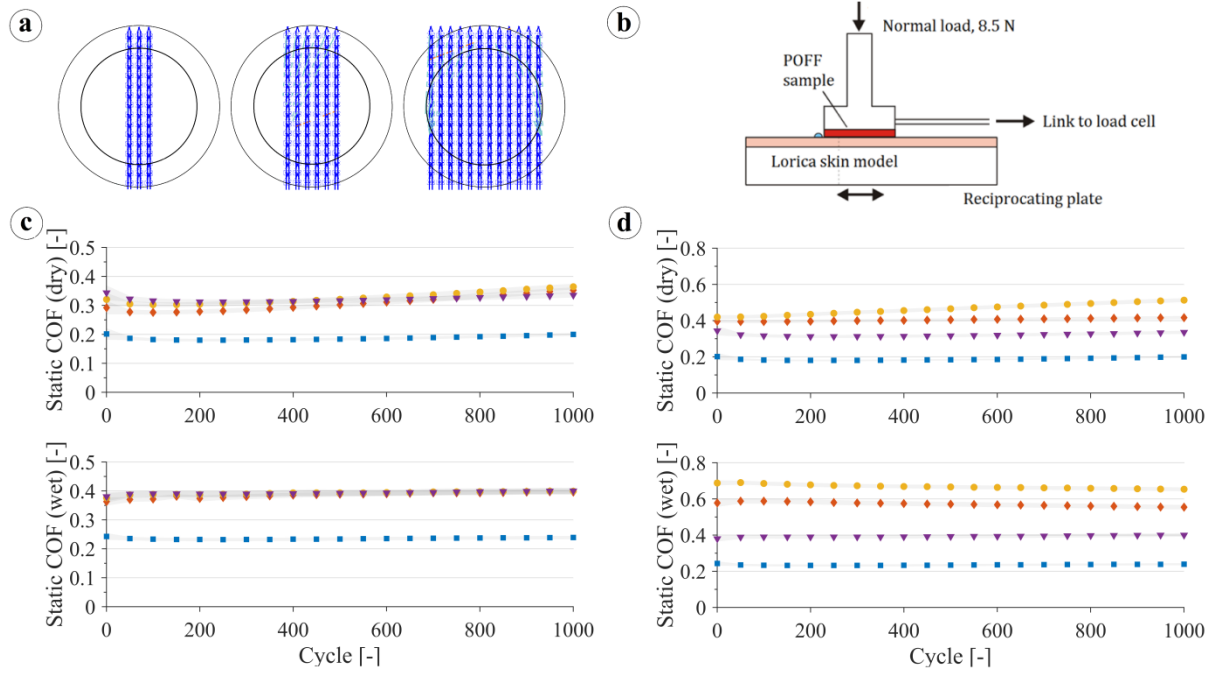 a
b
Normal load, 8.5 N
POFF
sample
Link to load cell
Lorica skin model
Reciprocating plate
c
Static COF (dry) [-]
0.5
0.4
0.3
0.2
0.1
0
0 200 400 600 800 1000
Static COF (wet) [-]
0.5
0.4
0.3
0.2
0.1
0
0 200 400 600 800 1000
Cycle [-]
d
Static COF (dry) [-]
0.8
0.6
0.4
0.2
0
0 200 400 600 800 1000
Static COF (wet) [-]
0.8
0.6
0.4
0.2
0
0 200 400 600 800 1000
Cycle [-]